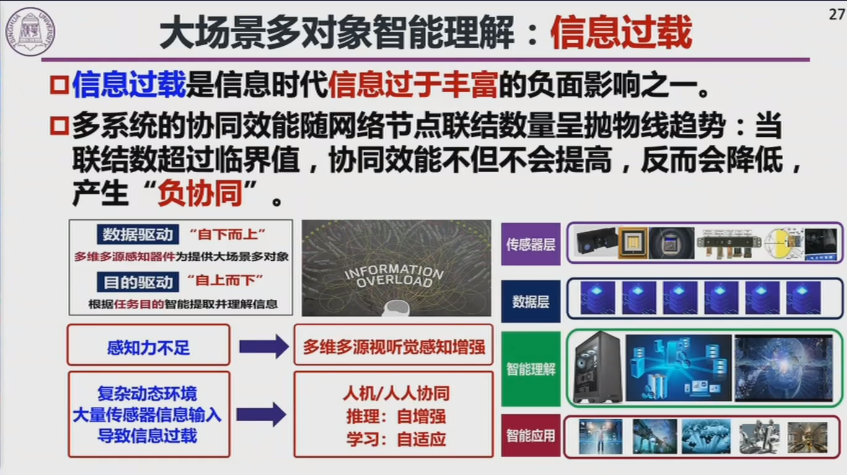 27
大场景多对象智能理解：信息过载
信息过载是信息时代信息过于丰富的负面影响之一。
多系统的协同效能随网络节点联结数量呈抛物线趋势：当
联结数超过临界值，协同效能不但不会提高，反而会降低，
产生“负协同”。
数据驱动 “自下而上”
多维多源感知器件为提供大场景多对象
目的驱动 “自上而下”
根据任务目的智能提取并理解信息
INFORMATION
OVERLOAD
感知力不足
多维多源视听觉感知增强
复杂动态环境
大量传感器信息输入
导致信息过载
人机/人人协同
推理：自增强
学习：自适应
传感器层
数据层
智能理解
智能应用